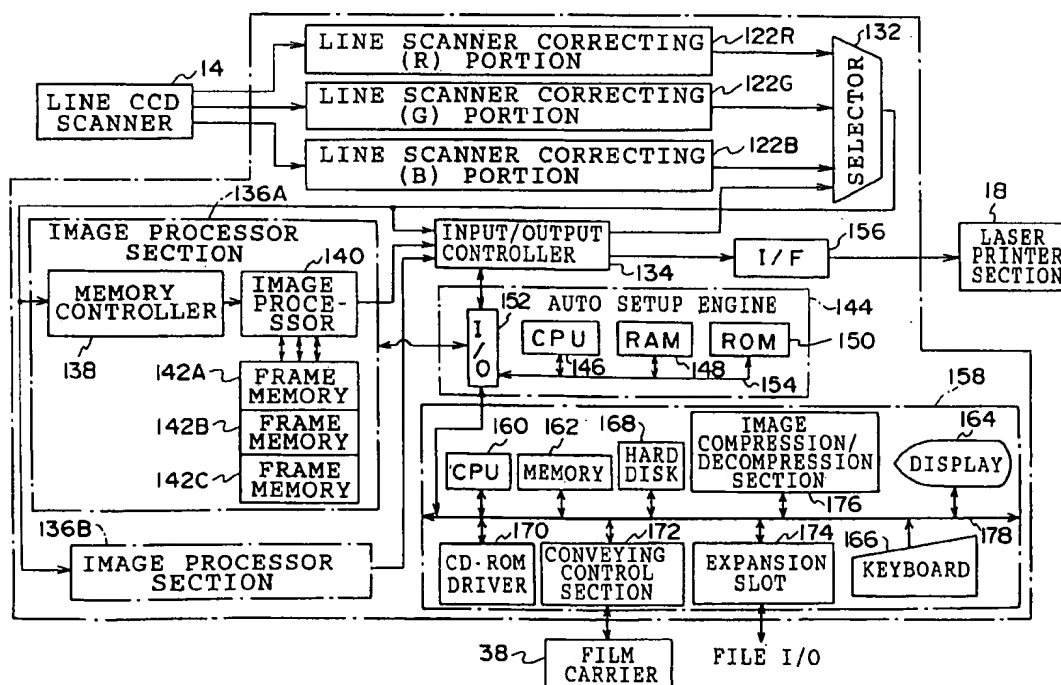 LINE SCANNER CORRECTING
(R) PORTION
122R
132
14
LINE CCD
SCANNER
LINE SCANNER CORRECTING
(G) PORTION
122G
LINE SCANNER CORRECTING
(B) PORTION
122B
SELECTOR
136A
IMAGE PROCESSOR
SECTION
140
MEMORY
CONTROLLER
138
IMAGE
PROCE-
SSOR
142A
FRAME MEMORY
142B
FRAME MEMORY
142C
FRAME MEMORY
136B
IMAGE PROCESSOR
SECTION
INPUT/OUTPUT
CONTROLLER
134
I/F
156
18
LASER
PRINTER
SECTION
152
I/O
AUTO SETUP ENGINE
144
CPU
146
RAM
148
ROM
150
154
158
160
CPU
162
MEMORY
168
HARD
DISK
IMAGE
COMPRESSION/
DECOMPRESSION
SECTION
176
164
DISPLAY
178
170
CD-ROM
DRIVER
172
CONVEYING
CONTROL
SECTION
174
EXPANSION
SLOT
166
KEYBOARD
38
FILM
CARRIER
FILE I/O